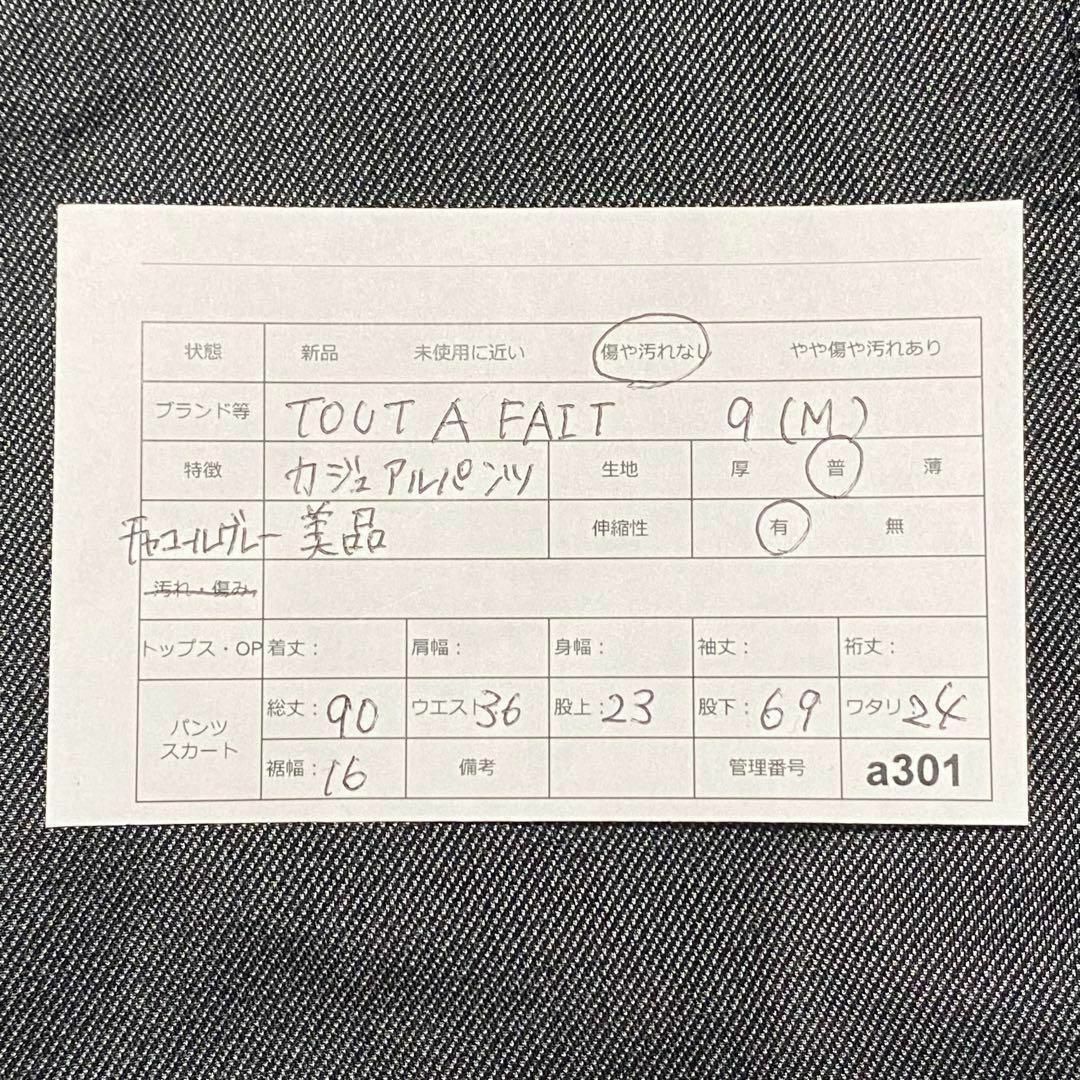 状態 新品 未使用に近い 傷や汚れなし やや傷や汚れあり
ブランド等 TOUT A FAIT 9(M)
特徴 カジュアルパンツ 生地 厚 普 薄
チャコールグレー 美品 伸縮性 有 無
汚れ・傷み
トップス・OP 着丈: 肩幅: 身幅: 袖丈: 裄丈:
パンツ スカート 総丈:90 ウエスト36 股上:23 股下:69 ワタリ24
裾幅:16 備考 管理番号 a301